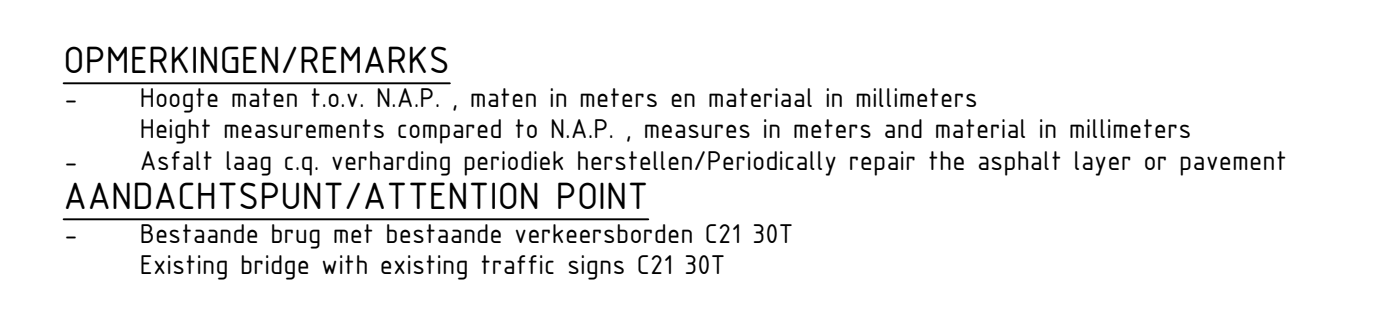 OPMERKINGEN/REMARKS
- Hoogte maten t.o.v. N.A.P. , maten in meters en materiaal in millimeters
Height measurements compared to N.A.P. , measures in meters and material in millimeters
- Asfalt laag c.q. verharding periodiek herstellen/Periodically repair the asphalt layer or pavement
AANDACHTSPUNT/ATTENTION POINT
- Bestaande brug met bestaande verkeersborden C21 30T
Existing bridge with existing traffic signs C21 30T